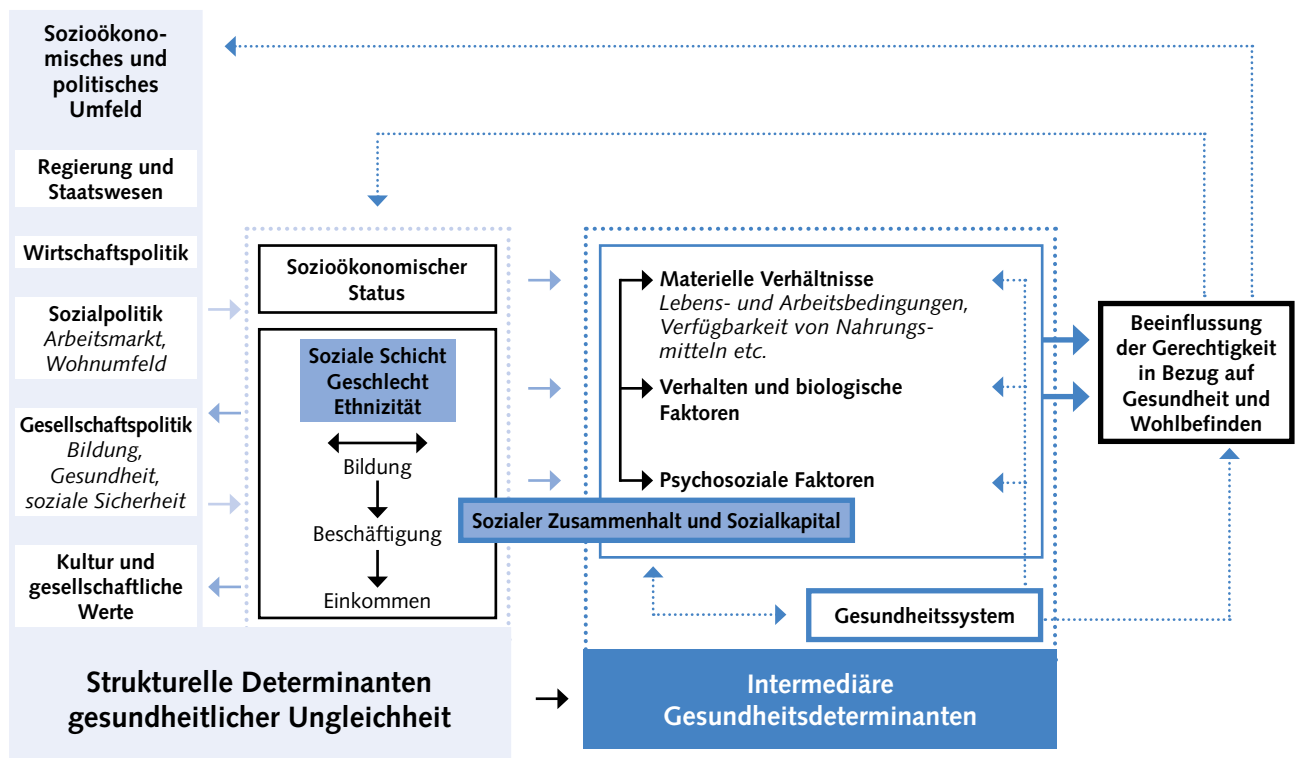 Sozioökono-
misches und
politisches
Umfeld
Regierung und
Staatswesen
Wirtschaftspolitik
Sozialpolitik
Arbeitsmarkt,
Wohnumfeld
Gesellschaftspolitik
Bildung,
Gesundheit,
soziale Sicherheit
Kultur und
gesellschaftliche
Werte
Sozioökonomischer
Status
Soziale Schicht
Geschlecht
Ethnizität
Bildung
Beschäftigung
Einkommen
Materielle Verhältnisse
Lebens- und Arbeitsbedingungen,
Verfügbarkeit von Nahrungs-
mitteln etc.
Verhalten und biologische
Faktoren
Psychosoziale Faktoren
Sozialer Zusammenhalt und Sozialkapital
Gesundheitssystem
Beeinflussung
der Gerechtigkeit
in Bezug auf
Gesundheit und
Wohlbefinden
Strukturelle Determinanten
gesundheitlicher Ungleichheit
Intermediäre
Gesundheitsdeterminanten